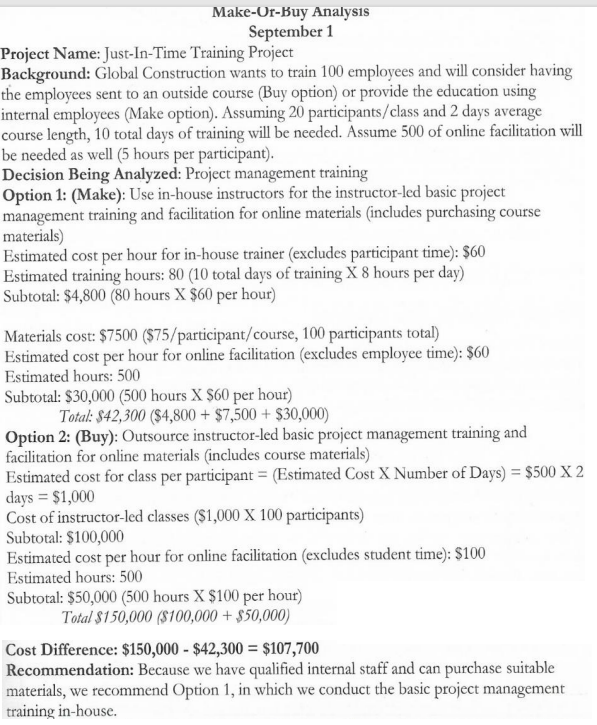 Make-Or-Buy Analysis
September 1
Project Name: Just-In-Time Training Project
Background: Global Construction wants to train 100 employees and will consider having
the employees sent to an outside course (Buy option) or provide the education using
internal employees (Make option). Assuming 20 participants/class and 2 days average
course length, 10 total days of training will be needed. Assume 500 of online facilitation will
be needed as well (5 hours per participant).
Decision Being Analyzed: Project management training
Option 1: (Make): Use in-house instructors for the instructor-led basic project
management training and facilitation for online materials (includes purchasing course
materials)
Estimated cost per hour for in-house trainer (excludes participant time): $60
Estimated training hours: 80 (10 total days of training X 8 hours per day)
Subtotal: $4,800 (80 hours X $60 per hour)
Materials cost: $7500 ($75/participant/course, 100 participants total)
Estimated cost per hour for online facilitation (excludes employee time): $60
Estimated hours: 500
Subtotal: $30,000 (500 hours X $60 per hour)
Total: $42,300 ($4,800 + $7,500 + $30,000)
Option 2: (Buy): Outsource instructor-led basic project management training and
facilitation for online materials (includes course materials)
Estimated cost for class per participant = (Estimated Cost X Number of Days) = $500 X 2
days = $1,000
Cost of instructor-led classes ($1,000 X 100 participants)
Subtotal: $100,000
Estimated cost per hour for online facilitation (excludes student time): $100
Estimated hours: 500
Subtotal: $50,000 (500 hours X $100 per hour)
Total $150,000 ($100,000 + $50,000)
Cost Difference: $150,000 - $42,300 = $107,700
Recommendation: Because we have qualified internal staff and can purchase suitable
materials, we recommend Option 1, in which we conduct the basic project management
training in-house.